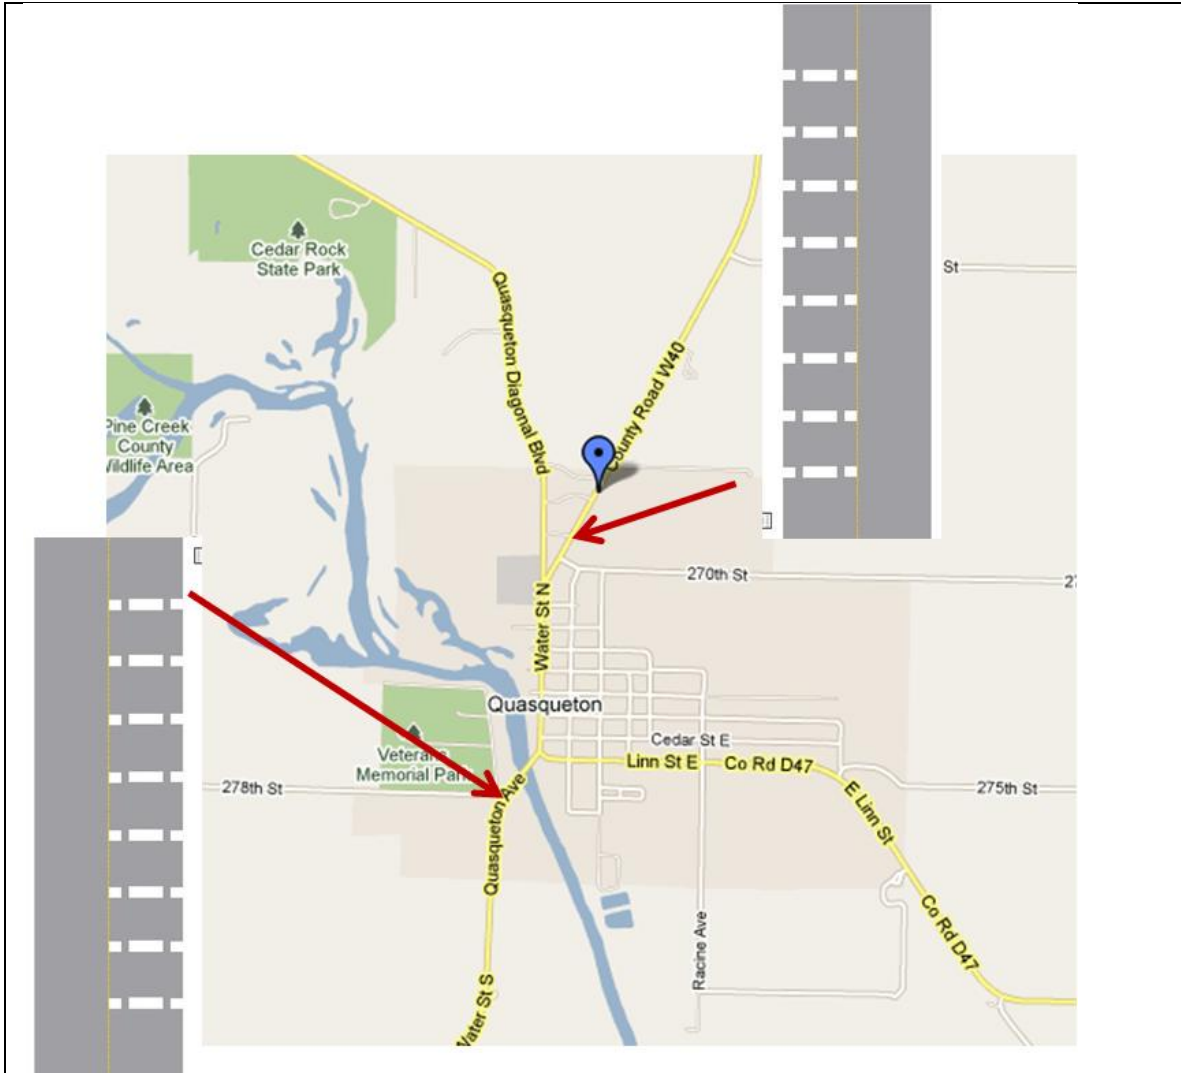 Cedar Rock
State Park
St
Quasqueton Diagonal Blvd
County Road W40
Pine Creek
County
Wildlife Area
270th St
27
Water St N
Quasqueton
Cedar St E
Veterans
Memorial Park
Linn St E
Co Rd D47
278th St
275th St
Quasqueton Ave
E Linn St
Racine Ave
Co Rd D47
Water St S